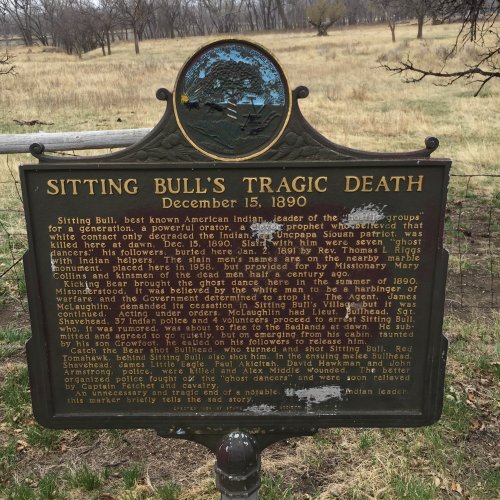 SITTING BULL'S TRAGIC DEATH
December 15, 1890
Sitting Bull, best known American Indian, leader of the "hostile groups"
for a generation, a powerful orator, a clever prophet who believed that
white contact only degraded the Indian, Uncpapa Siouan patriot, was
killed here at dawn, Dec. 15, 1890. Slain with him were seven "ghost
dancers," his followers, buried here Jan. 2, 1891 by Rev. Thomas L. Riggs
with Indian helpers. The slain men's names are on the nearby marble
monument, placed here in 1958, but provided for by Missionary Mary
Collins and kinsmen of the dead men half a century ago.
Kicking Bear brought the ghost dance here in the summer of 1890.
Misunderstood, it was believed by the white man to be a harbinger of
warfare and the Government determined to stop it. The Agent, James
McLaughlin, demanded its cessation in Sitting Bull's Village but it was
continued. Acting under orders, McLaughlin had Lieut. Bullhead, Sgt.
Shavehead, 37 Indian police and 4 volunteers proceed to arrest Sitting Bull,
who, it was rumored, was about to flee to the Badlands at dawn. He sub-
mitted and agreed to go quietly, but on emerging from his cabin, taunted
by his son Crowfoot, he called on his followers to release him.
Catch the Bear shot Bullhead, who turned and shot Sitting Bull. Red
Tomahawk, behind Sitting Bull, also shot him. In the ensuing melee Bullhead,
Shavehead, James Little Eagle, Paul Akicitah, David Hawkman and John
Armstrong, police, were killed and Alex Middle wounded. The better
organized police fought off the "ghost dancers" and were soon relieved
by Captain Fetchet and cavalry.
An unnecessary and tragic end of a notable Indian leader,
this marker briefly tells the sad story.